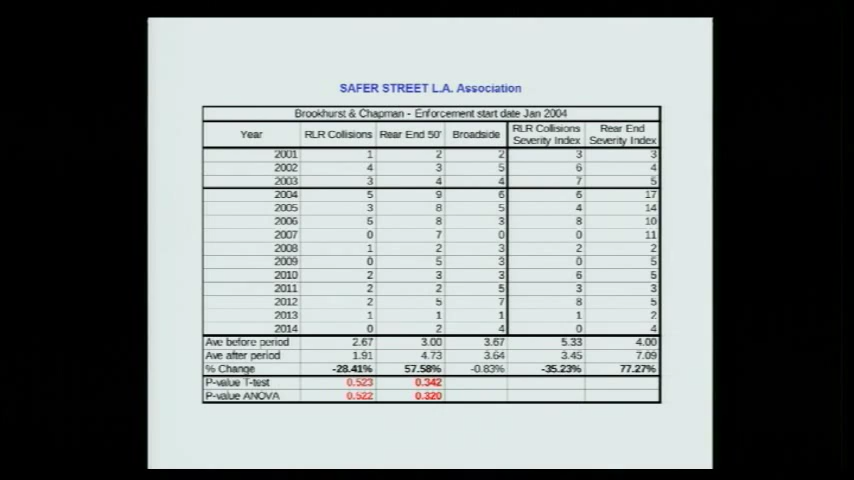 SAFER STREET L.A. Association
Brookhurst & Chapman - Enforcement start date Jan 2004
Year RLR Collisions Rear End 50' Broadside RLR Collisions Severity Index Rear End Severity Index
2001 1 2 2 3 3
2002 4 3 5 6 4
2003 3 4 4 7 5
2004 5 9 6 6 17
2005 3 8 5 4 14
2006 5 8 3 8 10
2007 0 7 0 0 11
2008 1 2 3 2 2
2009 0 5 3 0 5
2010 2 3 3 6 5
2011 2 2 5 3 3
2012 2 5 7 8 5
2013 1 1 1 1 2
2014 0 2 4 0 4
Ave before period 2.67 3.00 3.67 5.33 4.00
Ave after period 1.91 4.73 3.64 3.45 7.09
% Change -28.41% 57.58% -0.83% -35.23% 77.27%
P-value T-test 0.523 0.342
P-value ANOVA 0.522 0.320